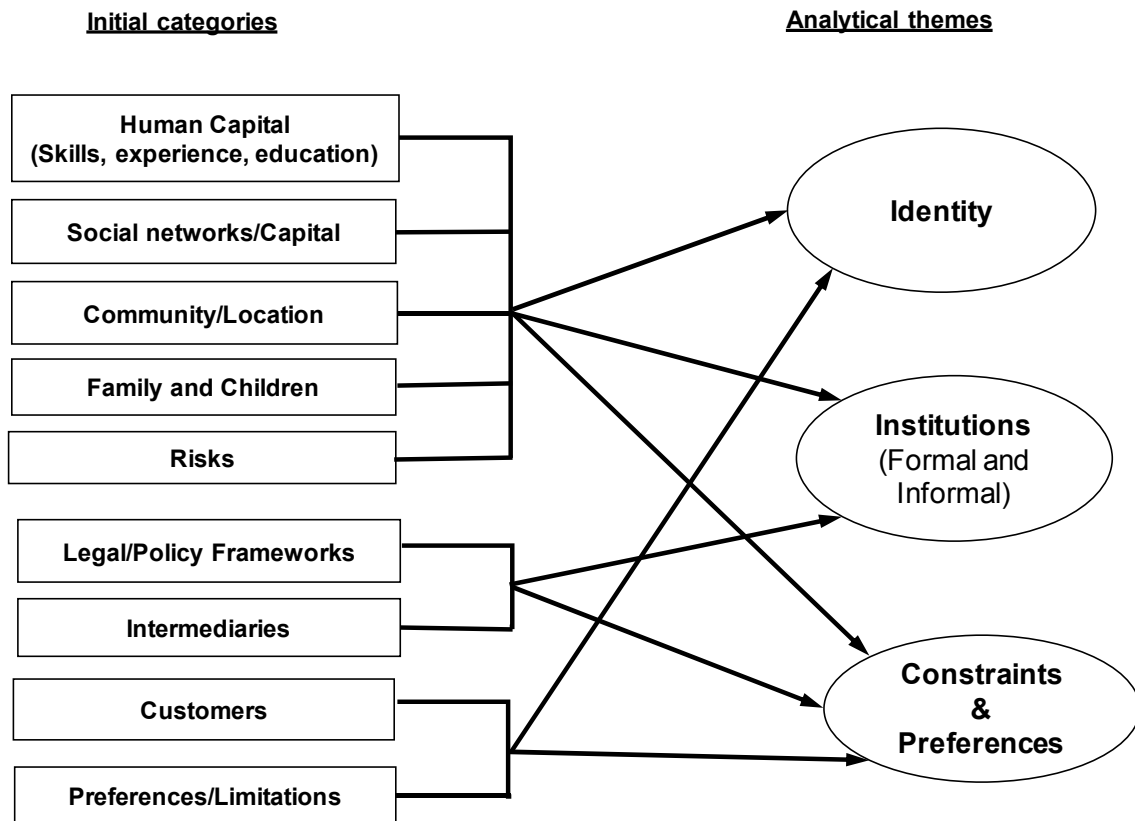 Initial categories
Analytical themes
Human Capital
(Skills, experience, education)
Social networks/Capital
Community/Location
Family and Children
Risks
Legal/Policy Frameworks
Intermediaries
Customers
Preferences/Limitations
Identity
Institutions
(Formal and
Informal)
Constraints
&
Preferences